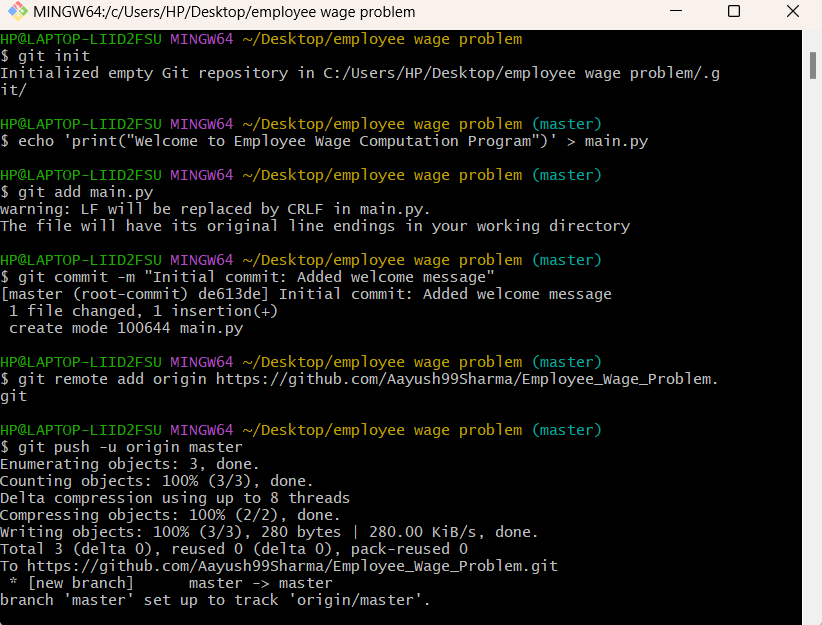 MINGW64:/c/Users/HP/Desktop/employee wage problem
HP@LAPTOP-LIID2FSU MINGW64 ~/Desktop/employee wage problem
$ git init
Initialized empty Git repository in C:/Users/HP/Desktop/employee wage problem/.g
it/
HP@LAPTOP-LIID2FSU MINGW64 ~/Desktop/employee wage problem (master)
$ echo 'print("Welcome to Employee Wage Computation Program")' > main.py
HP@LAPTOP-LIID2FSU MINGW64 ~/Desktop/employee wage problem (master)
$ git add main.py
warning: LF will be replaced by CRLF in main.py.
The file will have its original line endings in your working directory
HP@LAPTOP-LIID2FSU MINGW64 ~/Desktop/employee wage problem (master)
$ git commit -m "Initial commit: Added welcome message"
[master (root-commit) de613de] Initial commit: Added welcome message
 1 file changed, 1 insertion(+)
 create mode 100644 main.py
HP@LAPTOP-LIID2FSU MINGW64 ~/Desktop/employee wage problem (master)
$ git remote add origin https://github.com/Aayush99Sharma/Employee_Wage_Problem.
git
HP@LAPTOP-LIID2FSU MINGW64 ~/Desktop/employee wage problem (master)
$ git push -u origin master
Enumerating objects: 3, done.
Counting objects: 100% (3/3), done.
Delta compression using up to 8 threads
Compressing objects: 100% (2/2), done.
Writing objects: 100% (3/3), 280 bytes | 280.00 KiB/s, done.
Total 3 (delta 0), reused 0 (delta 0), pack-reused 0
To https://github.com/Aayush99Sharma/Employee_Wage_Problem.git
 * [new branch]      master -> master
branch 'master' set up to track 'origin/master'.